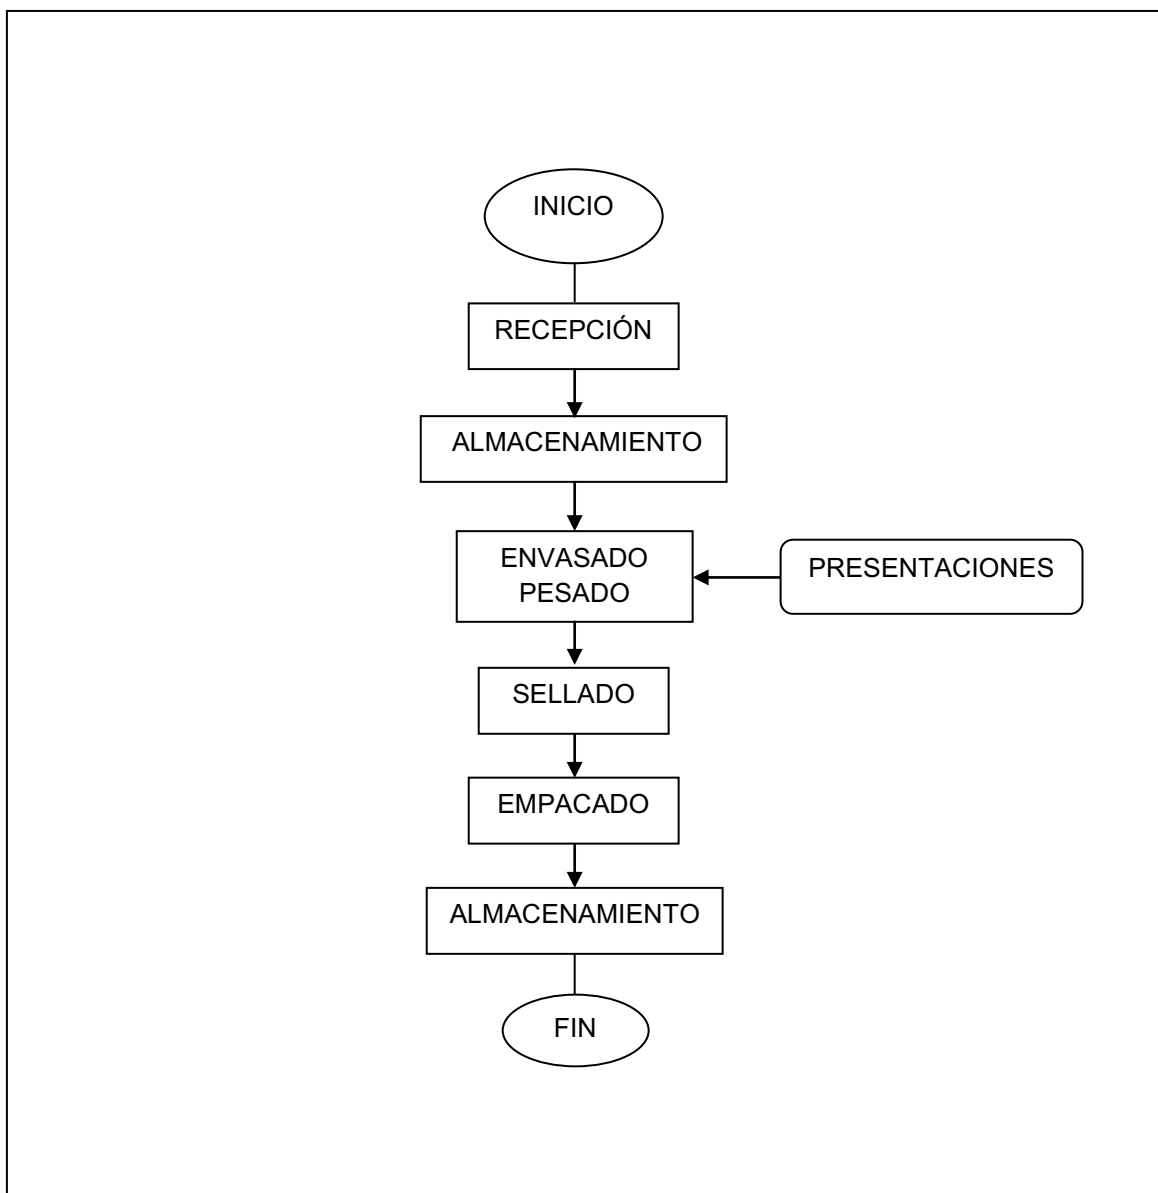 INICIO
RECEPCIÓN
ALMACENAMIENTO
ENVASADO
PESADO
PRESENTACIONES
SELLADO
EMPACADO
ALMACENAMIENTO
FIN